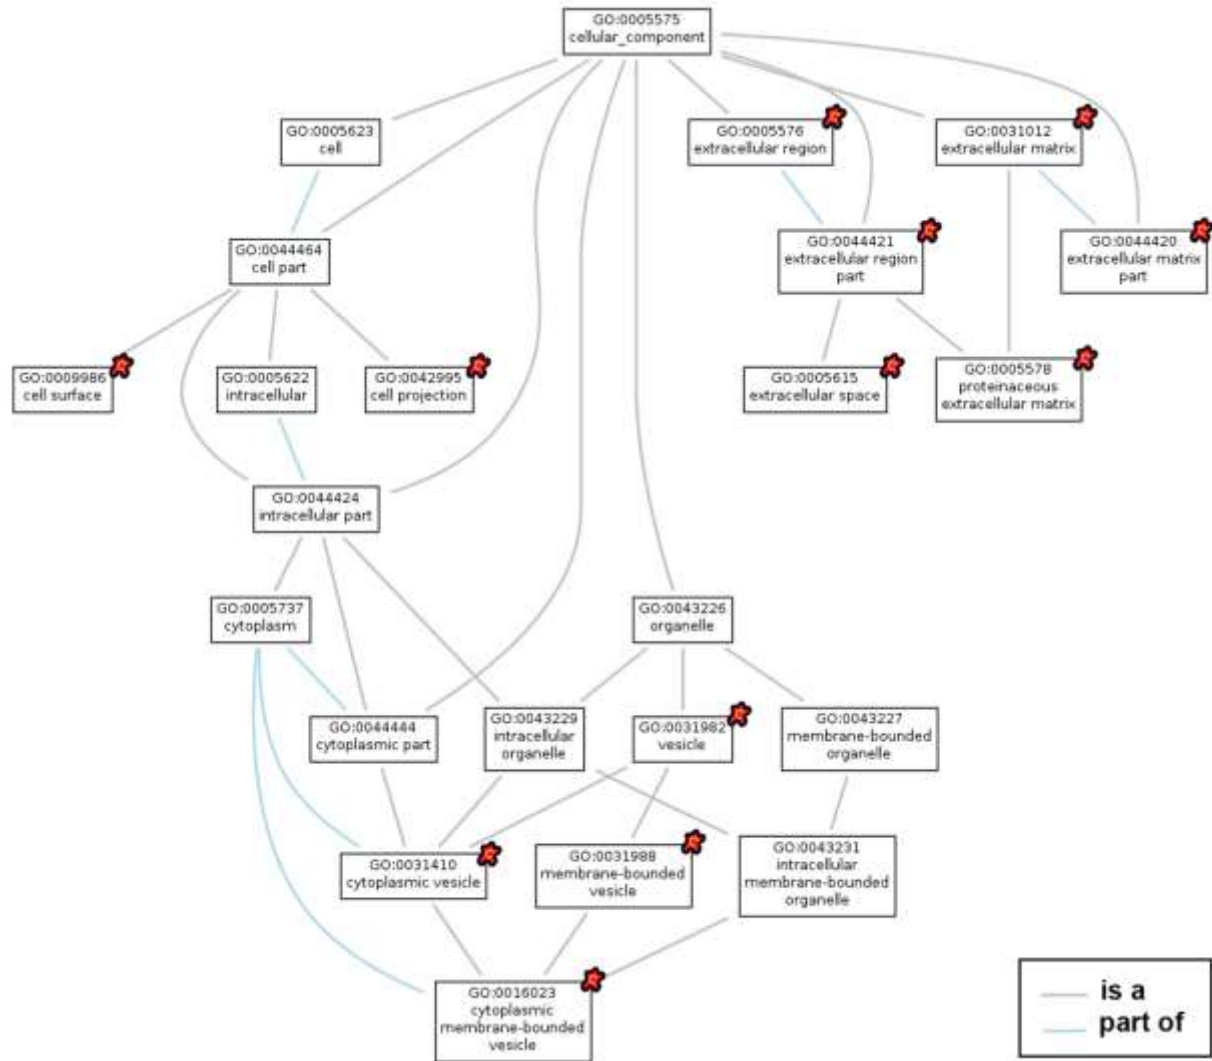 GO:0005575
cellular_component
GO:0005623
cell
GO:0005576
extracellular region
GO:0031012
extracellular matrix
GO:0044464
cell part
GO:0044421
extracellular region
part
GO:0044420
extracellular matrix
part
GO:0009986
cell surface
GO:0005622
intracellular
GO:0042995
cell projection
GO:0005615
extracellular space
GO:0005578
proteinaceous
extracellular matrix
GO:0044424
intracellular part
GO:0005737
cytoplasm
GO:0043226
organelle
GO:0044444
cytoplasmic part
GO:0043229
intracellular
organelle
GO:0031982
vesicle
GO:0043227
membrane-bounded
organelle
GO:0031410
cytoplasmic vesicle
GO:0031988
membrane-bounded
vesicle
GO:0043231
intracellular
membrane-bounded
organelle
GO:0016023
cytoplasmic
membrane-bounded
vesicle
is a
part of